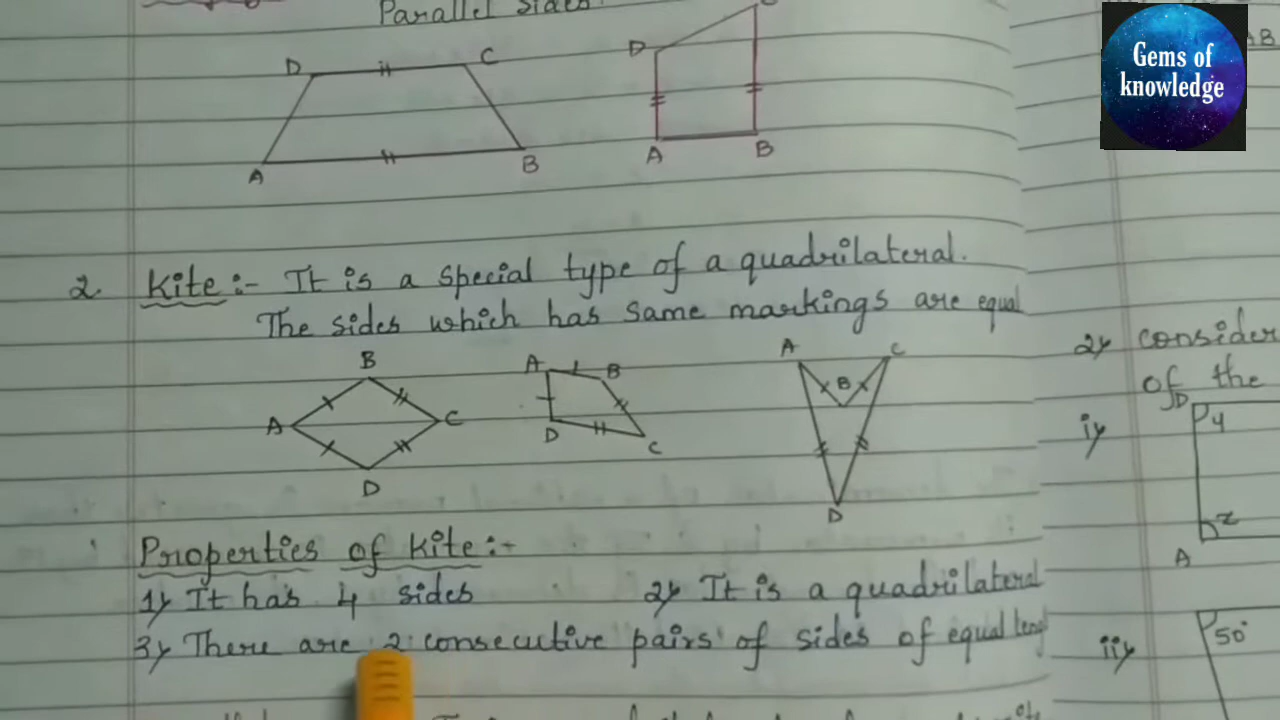 Parallel sides.
D C
A B
D
A B
Gems of
knowledge
AB
2. Kite:- It is a special type of a quadrilateral.
The sides which has same markings are equal
B
A C
D
A B
D C
A C
B
D
Properties of kite:-
1) It has 4 sides 2) It is a quadrilateral
3) There are 2 consecutive pairs of sides of equal leng
2) consider
of the
i) D y
x
A
ii) 50°